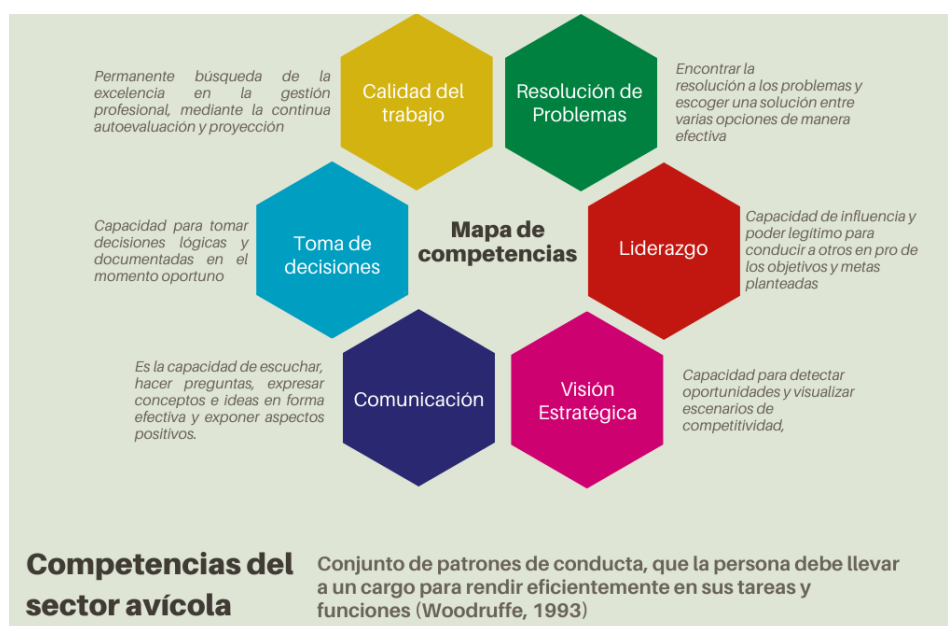 Permanente búsqueda de la
excelencia en la gestión
profesional, mediante la continua
autoevaluación y proyección
Calidad del
trabajo
Resolución de
Problemas
Encontrar la
resolución a los problemas y
escoger una solución entre
varias opciones de manera
efectiva
Capacidad para tomar
decisiones lógicas y
documentadas en el
momento oportuno
Toma de
decisiones
Mapa de
competencias
Liderazgo
Capacidad de influencia y
poder legítimo para
conducir a otros en pro de
los objetivos y metas
planteadas
Es la capacidad de escuchar,
hacer preguntas, expresar
conceptos e ideas en forma
efectiva y exponer aspectos
positivos.
Comunicación
Visión
Estratégica
Capacidad para detectar
oportunidades y visualizar
escenarios de
competitividad,
Competencias del
sector avícola
Conjunto de patrones de conducta, que la persona debe llevar
a un cargo para rendir eficientemente en sus tareas y
funciones (Woodruffe, 1993)